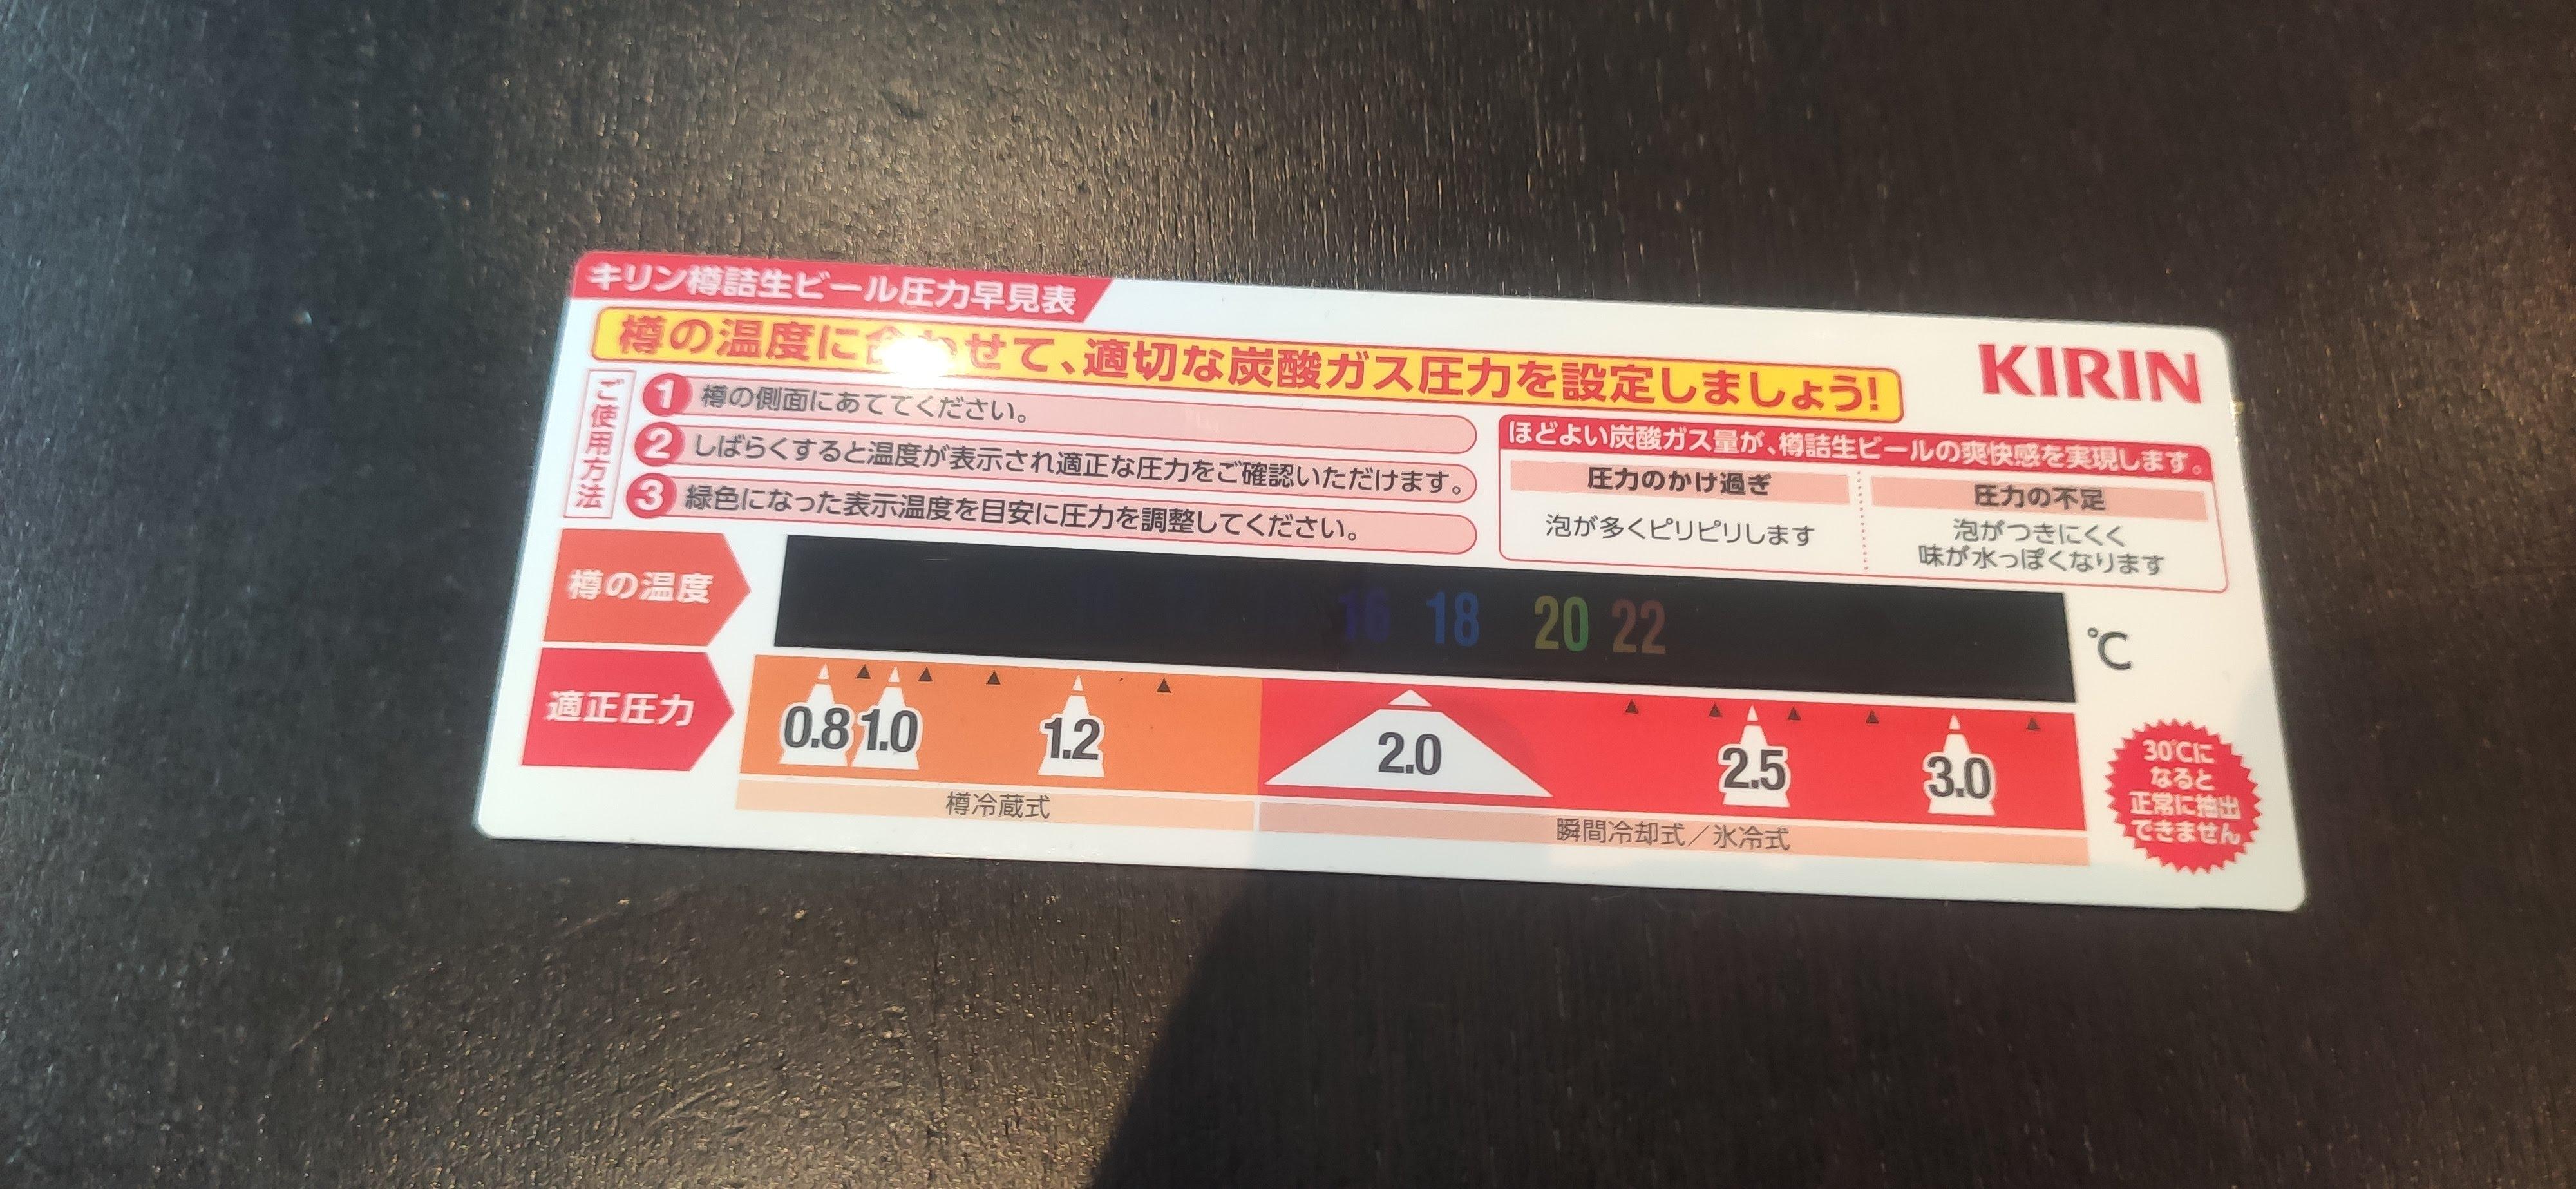 キリン樽詰生ビール圧力早見表
樽の温度に合わせて、適切な炭酸ガス圧力を設定しましょう!
KIRIN
ご使用方法
1 樽の側面にあててください。
2 しばらくすると温度が表示され適正な圧力をご確認いただけます。
3 緑色になった表示温度を目安に圧力を調整してください。
ほどよい炭酸ガス量が、樽詰生ビールの爽快感を実現します。
圧力のかけ過ぎ
泡が多くピリピリします
圧力の不足
泡がつきにくく
味が水っぽくなります
樽の温度
16 18 20 22
℃
適正圧力
0.8 1.0 1.2 2.0 2.5 3.0
樽冷蔵式
瞬間冷却式/氷冷式
30℃に
なると
正常に抽出
できません